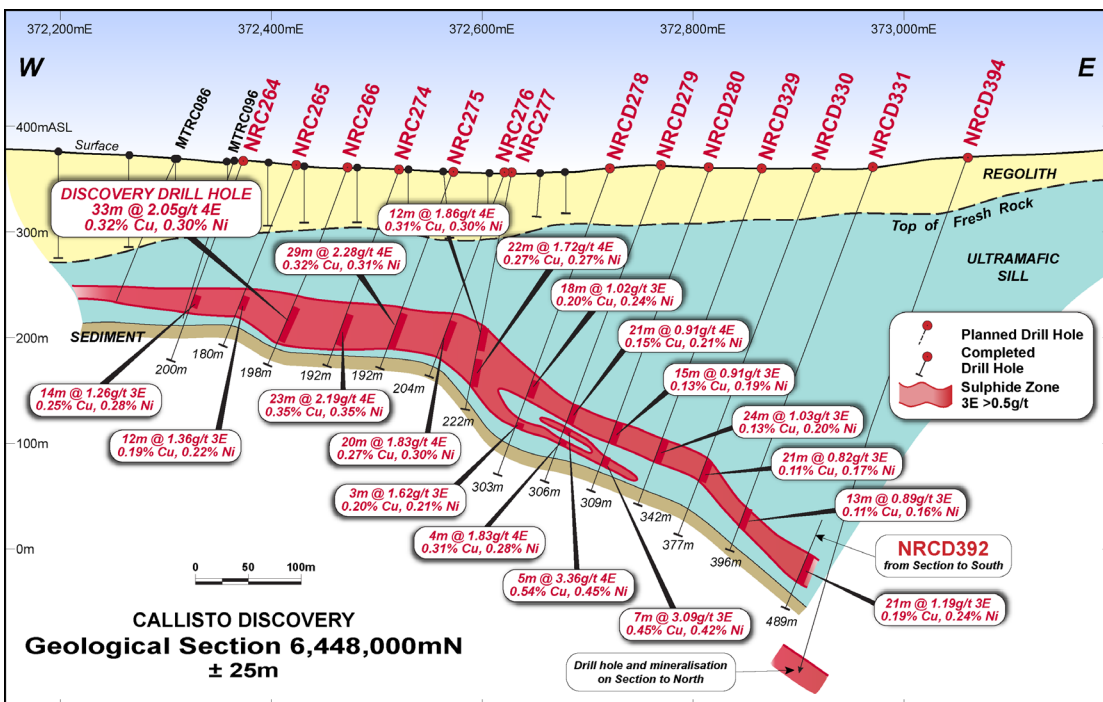 372,200mE
372,400mE
372,600mE
372,800mE
373,000mE
W
E
MTRC086
MTRC096
NRC264
NRC265
NRC266
NRC274
NRC275
NRC276
NRC277
NRCD278
NRCD279
NRCD280
NRCD329
NRCD330
NRCD331
NRCD394
400mASL
Surface
REGOLITH
Top of Fresh Rock
ULTRAMAFIC
SILL
300m
200m
100m
0m
SEDIMENT
DISCOVERY DRILL HOLE
33m @ 2.05g/t 4E
0.32% Cu, 0.30% Ni
12m @ 1.86g/t 4E
0.31% Cu, 0.30% Ni
29m @ 2.28g/t 4E
0.32% Cu, 0.31% Ni
22m @ 1.72g/t 4E
0.27% Cu, 0.27% Ni
18m @ 1.02g/t 4E
0.20% Cu, 0.24% Ni
21m @ 0.91g/t 4E
0.15% Cu, 0.21% Ni
15m @ 0.91g/t 3E
0.13% Cu, 0.19% Ni
24m @ 1.03g/t 3E
0.13% Cu, 0.20% Ni
21m @ 0.82g/t 3E
0.11% Cu, 0.17% Ni
13m @ 0.89g/t 3E
0.11% Cu, 0.16% Ni
21m @ 1.19g/t 3E
0.19% Cu, 0.24% Ni
14m @ 1.26g/t 3E
0.25% Cu, 0.28% Ni
12m @ 1.36g/t 3E
0.19% Cu, 0.22% Ni
23m @ 2.19g/t 4E
0.35% Cu, 0.35% Ni
20m @ 1.83g/t 4E
0.27% Cu, 0.30% Ni
3m @ 1.62g/t 3E
0.20% Cu, 0.21% Ni
4m @ 1.83g/t 4E
0.31% Cu, 0.28% Ni
5m @ 3.36g/t 4E
0.54% Cu, 0.45% Ni
7m @ 3.09g/t 3E
0.45% Cu, 0.42% Ni
200m
180m
198m
192m
192m
204m
222m
303m
306m
309m
342m
377m
396m
489m
Planned Drill Hole
Completed
Drill Hole
Sulphide Zone
3E >0.5g/t
NRCD392
from Section to South
Drill hole and mineralisation
on Section to North
0
50
100m
CALLISTO DISCOVERY
Geological Section 6,448,000mN
± 25m